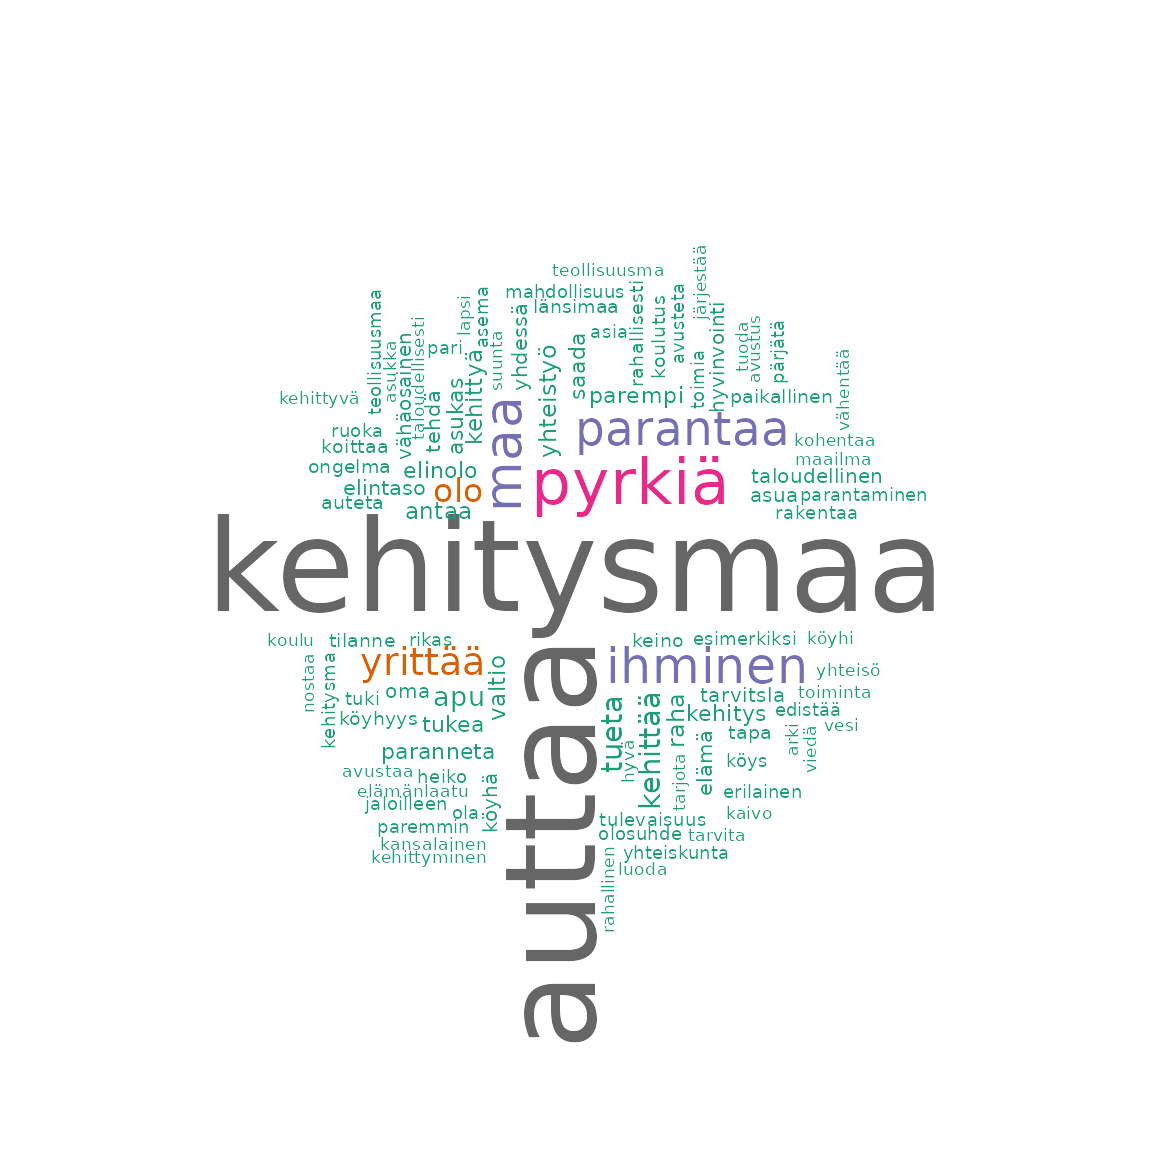 teollisuusma
järjestää
mahdollisuus
länsimaa
rahallisesti
koulutus
avusteta
asema
lapsi
teollisuusmaa
yhdessä
hyvinvointi
avustus
tuoda
pärjätä
asia
suunta
taloudellisesti
pari
asukka
vähäosainen
saada
yhteistyö
toimia
vähentää
kehittyä
asukas
tehdä
kehittyvä
parempi
paikallinen
maa
parantaa
ruoka
koittaa
kohentaa
maailma
ongelma
elinolo
pyrkiä
taloudellinen
elintaso
olo
asua
parantaminen
auteta
antaa
rakentaa
kehitysmaa
koulu
tilanne
rikas
keino
esimerkiksi
köyhi
yrittää
ihminen
yhteisö
nostaa
kehitysma
valtio
auttaa
tuki
oma
apu
tarvitsla
toiminta
köyhyys
tukea
tueta
kehittää
raha
kehitys
edistää
vesi
tapa
arki
viedä
paranneta
hyvä
tarjota
elämä
köys
avustaa
heiko
köyhä
elämänlaatu
erilainen
jaloilleen
ola
kaivo
paremmin
tulevaisuus
olosuhde
tarvita
kansalainen
kehittyminen
yhteiskunta
rahallinen
luoda